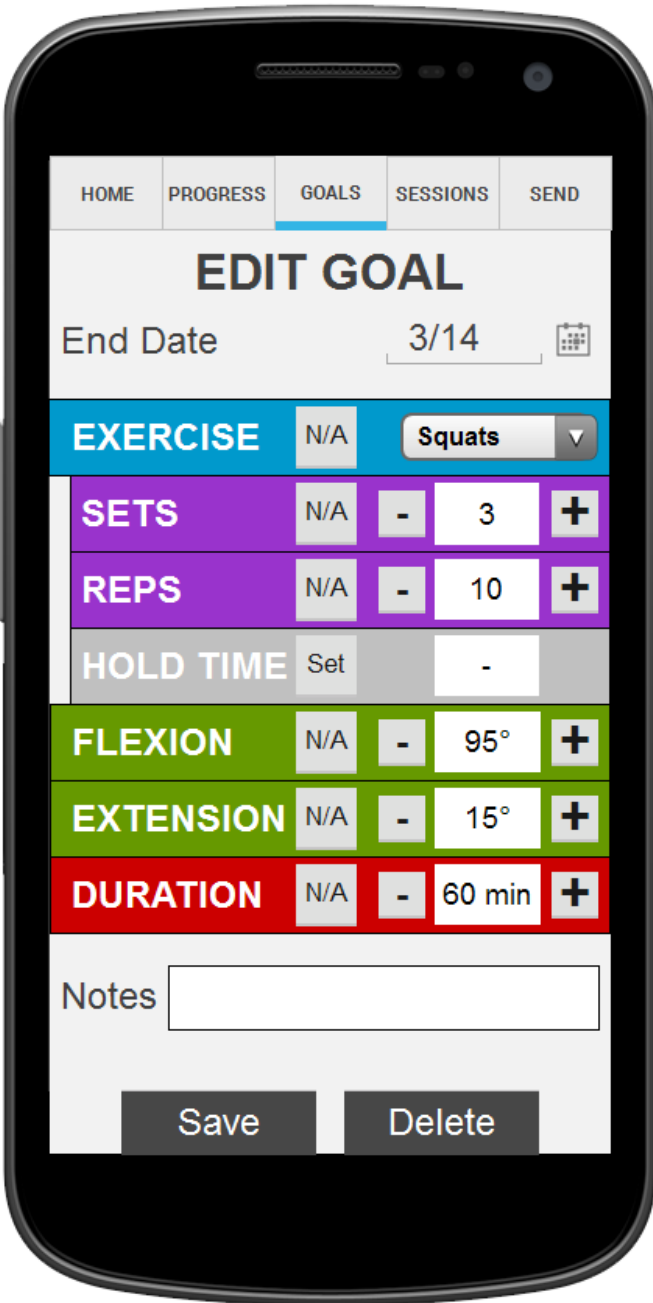 HOME PROGRESS GOALS SESSIONS SEND
EDIT GOAL
End Date 3/14
EXERCISE N/A Squats
SETS N/A - 3 +
REPS N/A - 10 +
HOLD TIME Set -
FLEXION N/A - 95° +
EXTENSION N/A - 15° +
DURATION N/A - 60 min +
Notes
Save Delete